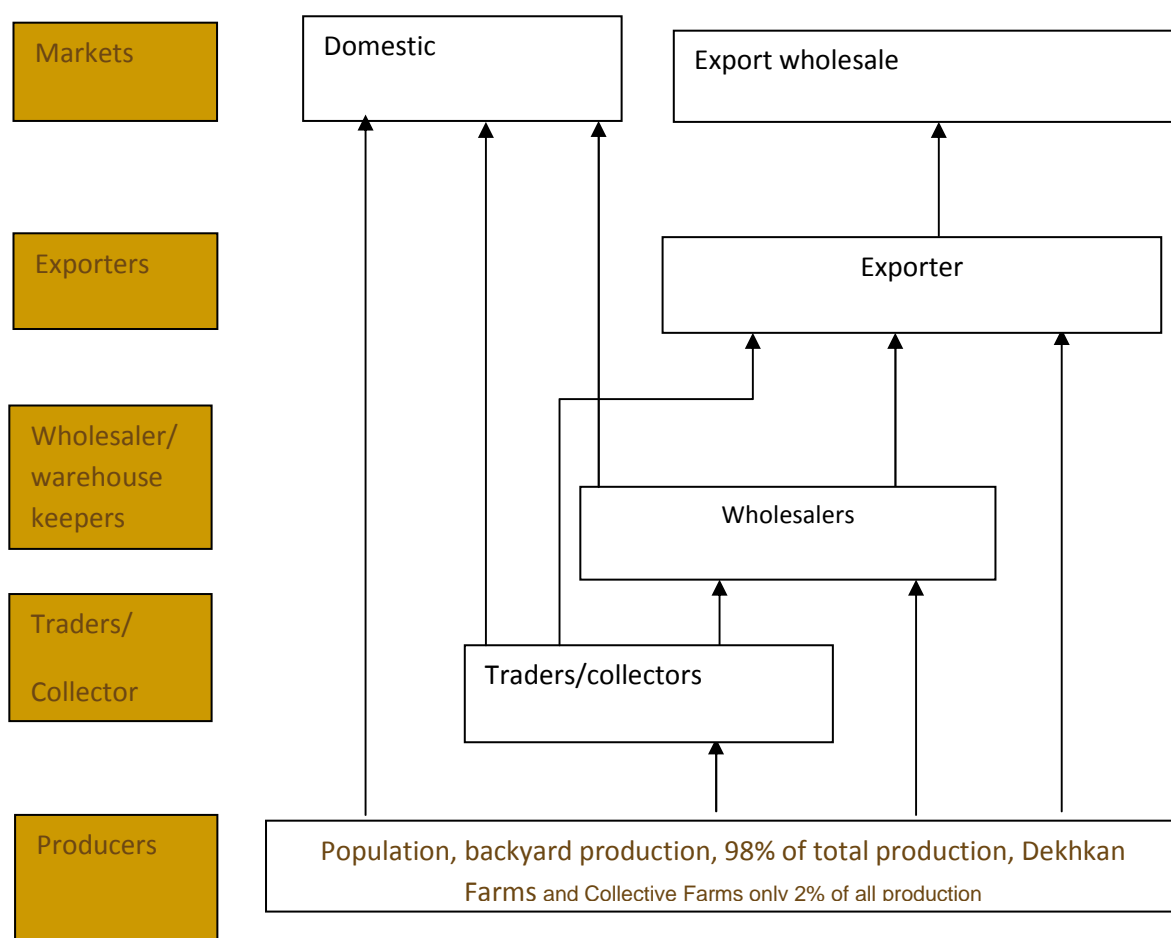 Markets
Domestic
Export wholesale
Exporters
Exporter
Wholesaler/
warehouse
keepers
Wholesalers
Traders/
Collector
Traders/collectors
Producers
Population, backyard production, 98% of total production, Dekhkan
Farms and Collective Farms only 2% of all production